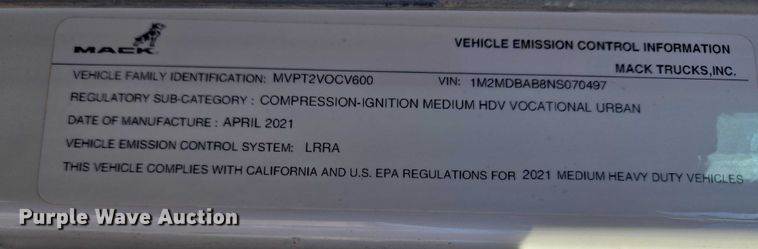 MACK
VEHICLE EMISSION CONTROL INFORMATION
MACK TRUCKS,INC.
VEHICLE FAMILY IDENTIFICATION: MVPT2VOCV600 VIN: 1M2MDBAB8NS070497
REGULATORY SUB-CATEGORY : COMPRESSION-IGNITION MEDIUM HDV VOCATIONAL URBAN
DATE OF MANUFACTURE : APRIL 2021
VEHICLE EMISSION CONTROL SYSTEM: LRRA
THIS VEHICLE COMPLIES WITH CALIFORNIA AND U.S. EPA REGULATIONS FOR 2021 MEDIUM HEAVY DUTY VEHICLES
Purple Wave Auction